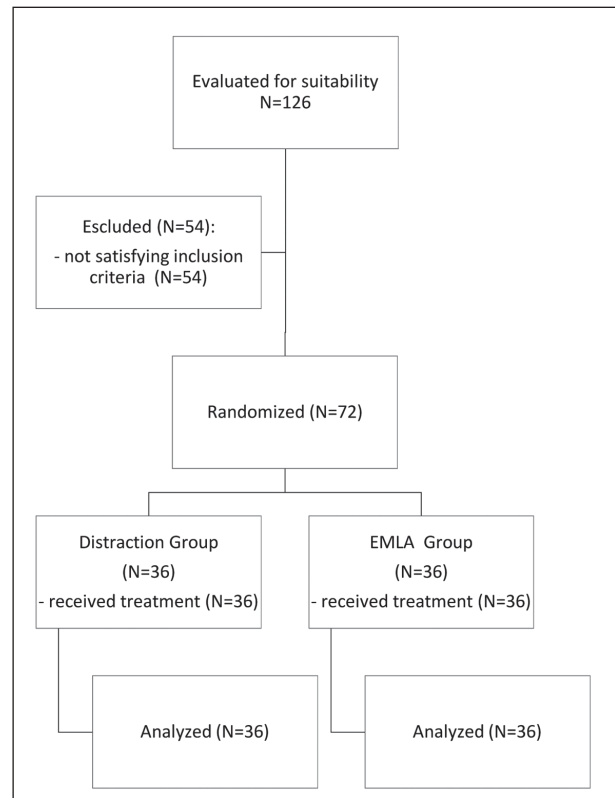 Evaluated for suitability
N=126
Escluded (N=54):
- not satisfying inclusion
criteria (N=54)
Randomized (N=72)
Distraction Group
(N=36)
- received treatment (N=36)
EMLA Group
(N=36)
- received treatment (N=36)
Analyzed (N=36)
Analyzed (N=36)